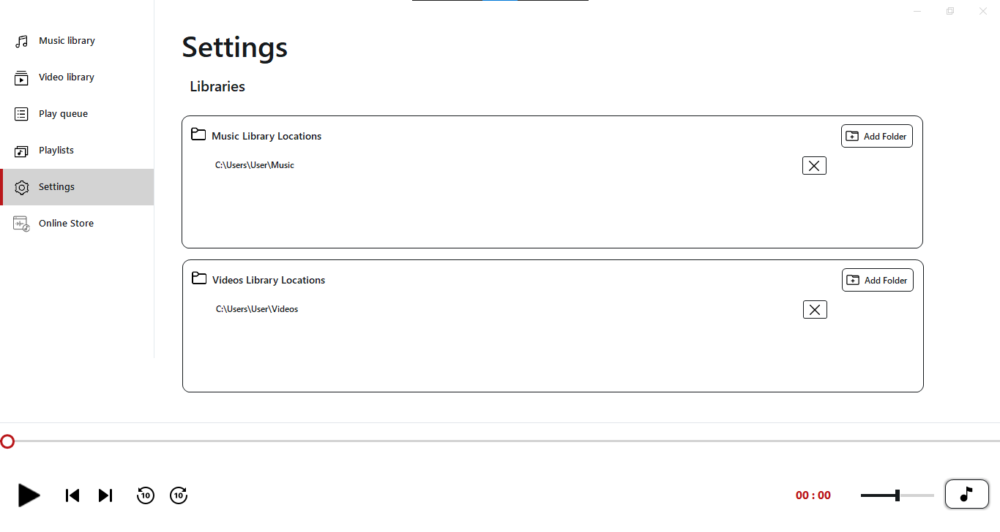 Music library
Video library
Play queue
Playlists
Settings
Online Store
Settings
Libraries
Music Library Locations
Add Folder
C:\Users\User\Music
Videos Library Locations
Add Folder
C:\Users\User\Videos
10
10
00 : 00